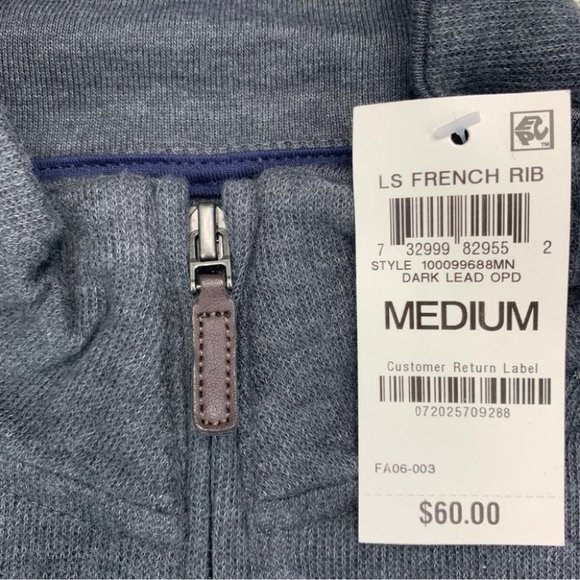 EPC
LS FRENCH RIB
7 32999 82955 2
STYLE 100099688MN
DARK LEAD OPD
MEDIUM
Customer Return Label
072025709288
FA06-003
$60.00